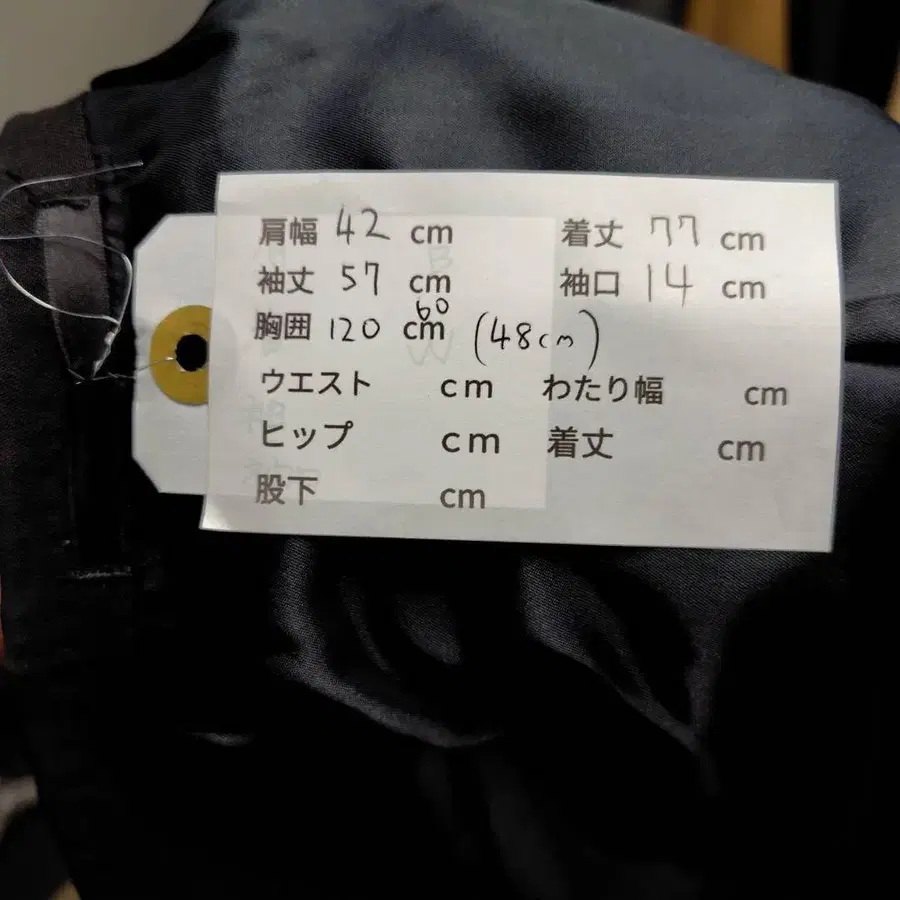 肩幅 42 cm 着丈 77 cm
袖丈 57 cm 袖口 14 cm
60
胸囲 120 cm (48cm)
ウエスト cm わたり幅 cm
ヒップ cm 着丈 cm
股下 cm